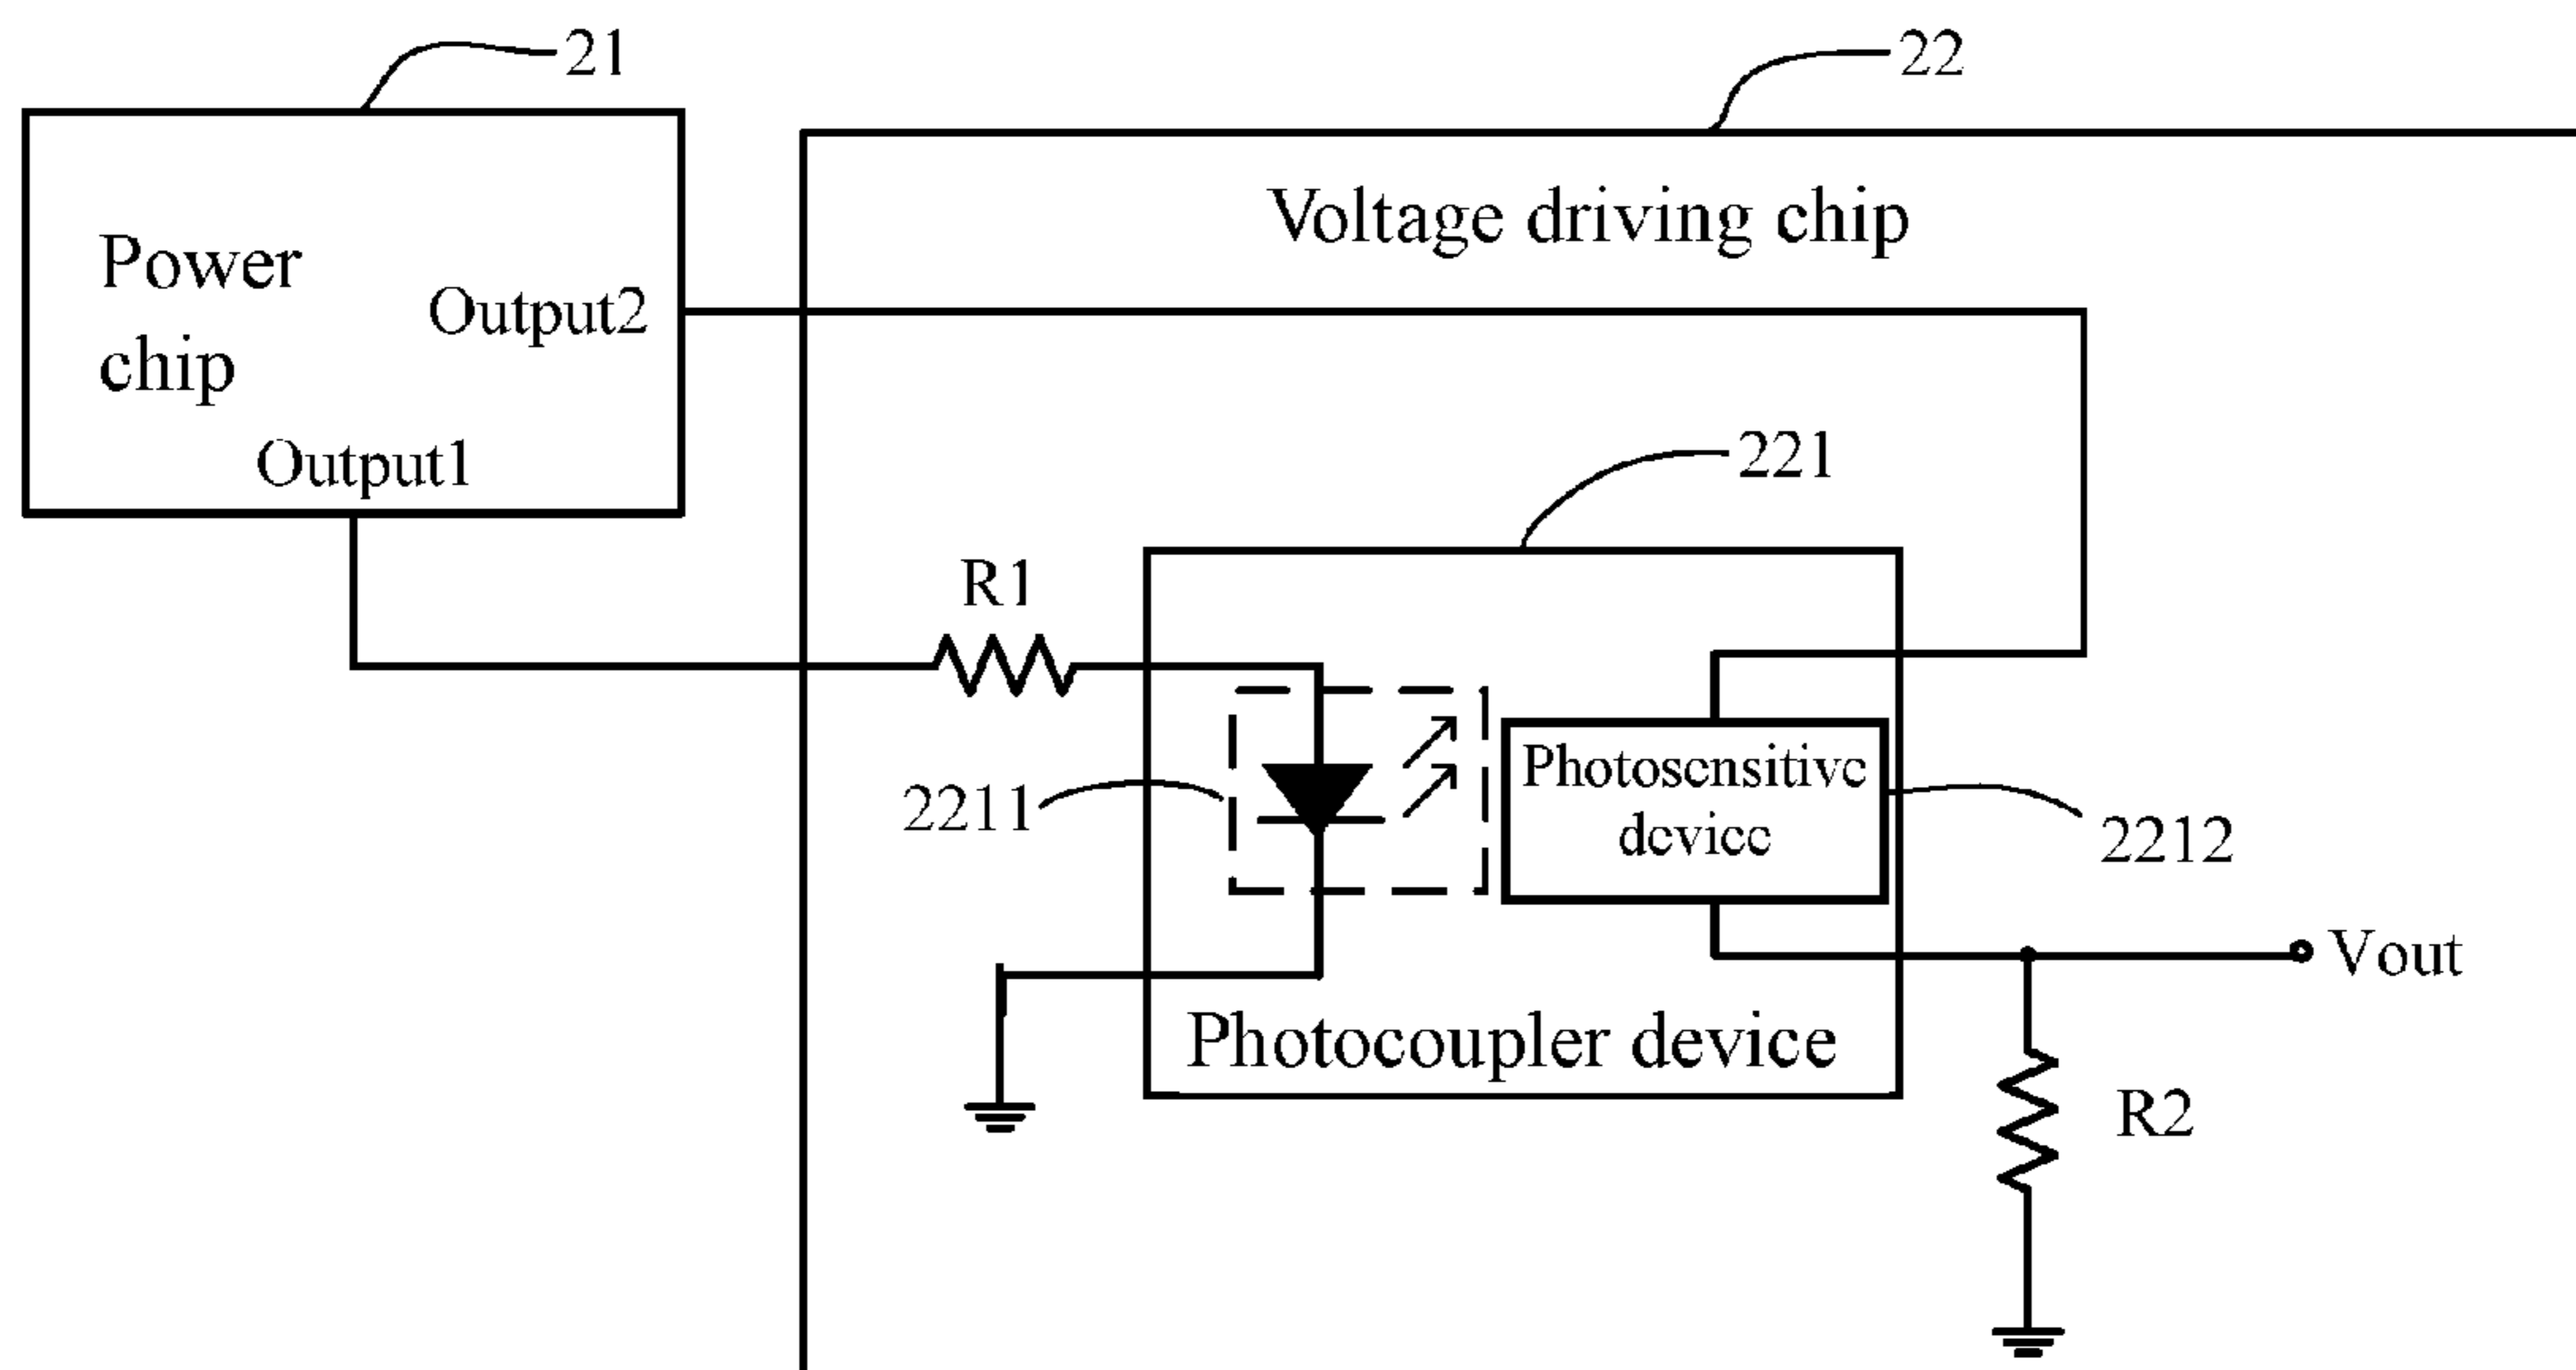 21
22
Power
chip
Output2
Output1
Voltage driving chip
221
R1
Photosensitive
device
2211
2212
Vout
Photocoupler device
R2